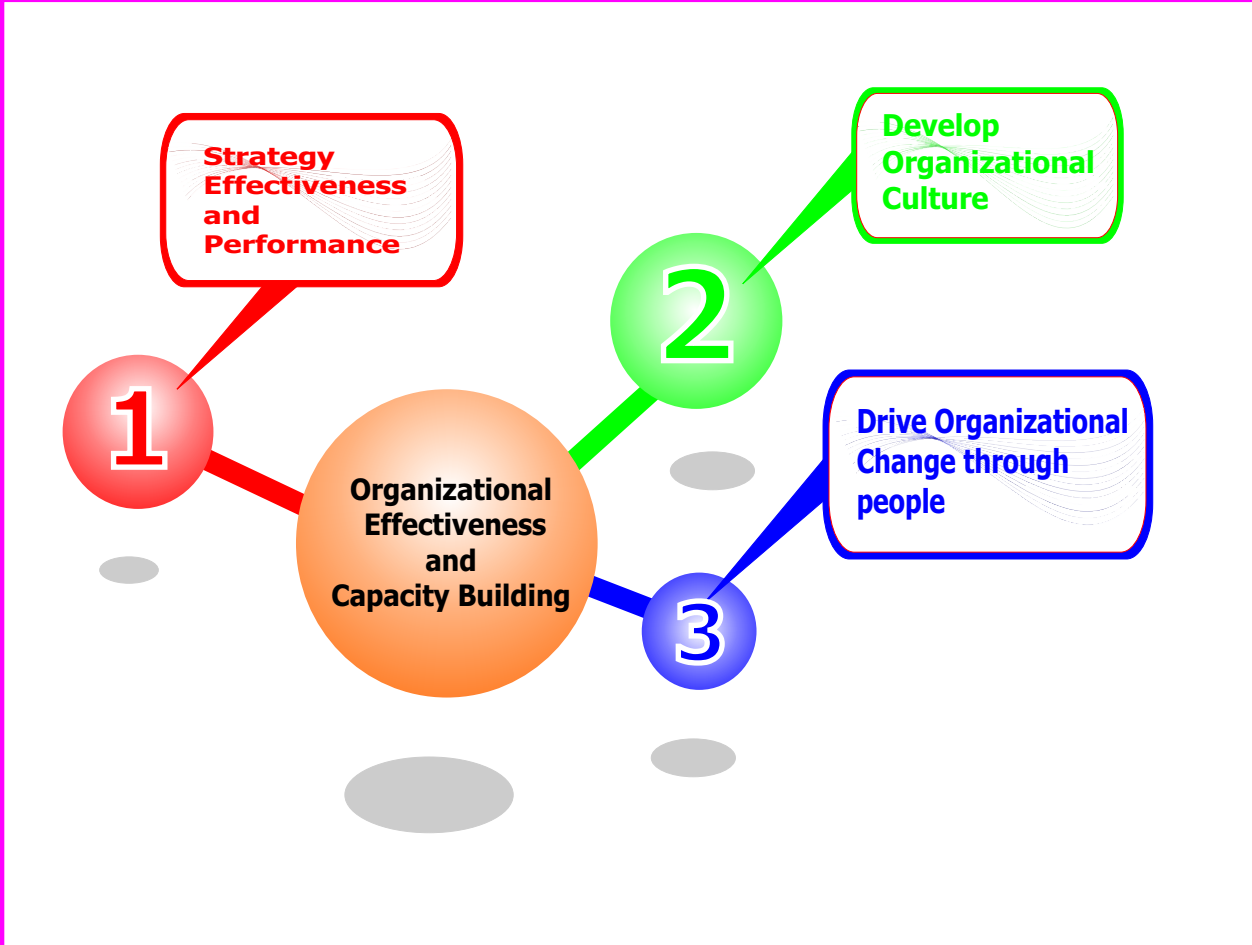 Strategy
Effectiveness
and
Performance
1
Develop
Organizational
Culture
2
Organizational
Effectiveness
and
Capacity Building
Drive Organizational
Change through
people
3